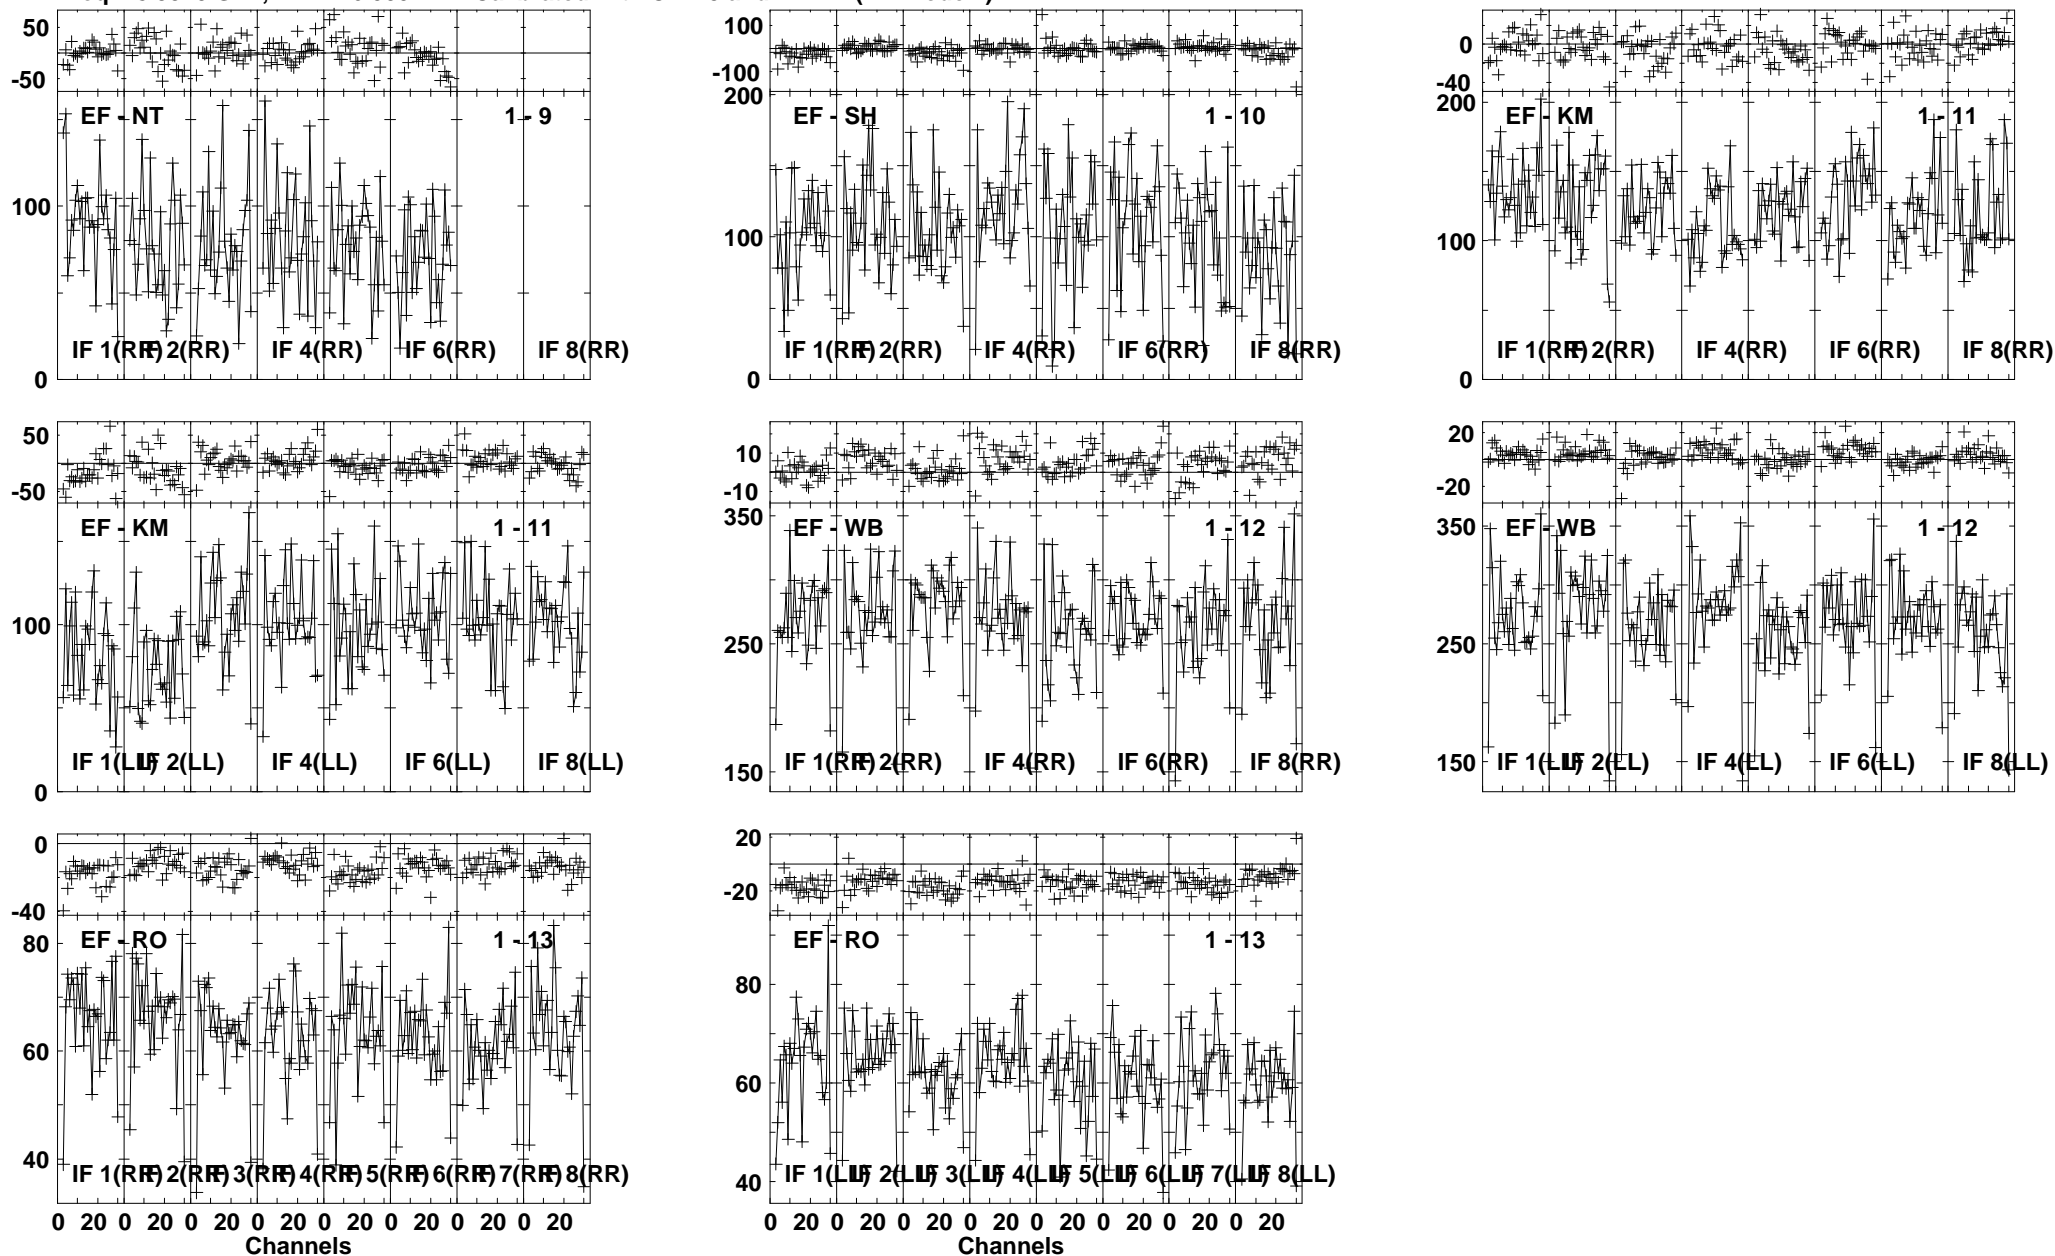 50
-50
EF - NT 1 - 9
100
0
IF 1(RR) IF 2(RR) IF 4(RR) IF 6(RR) IF 8(RR)
100
-100
200
EF - SH 1 - 10
100
0
IF 1(RR) IF 2(RR) IF 4(RR) IF 6(RR) IF 8(RR)
0
-40
200
EF - KM 1 - 11
100
0
IF 1(RR) IF 2(RR) IF 4(RR) IF 6(RR) IF 8(RR)
50
-50
EF - KM 1 - 11
100
0
IF 1(LL) IF 2(LL) IF 4(LL) IF 6(LL) IF 8(LL)
10
-10
350
EF - WB 1 - 12
250
150
IF 1(RR) IF 2(RR) IF 4(RR) IF 6(RR) IF 8(RR)
20
-20
350
EF - WB 1 - 12
250
150
IF 1(LL) IF 2(LL) IF 4(LL) IF 6(LL) IF 8(LL)
0
-40
80
EF - RO 1 - 13
60
40
IF 1(RR) IF 2(RR) IF 3(RR) IF 4(RR) IF 5(RR) IF 6(RR) IF 7(RR) IF 8(RR)
0 20 0 20 0 20 0 20 0 20 0 20 0 20 0 20
Channels
20
-20
EF - RO 1 - 13
80
60
40
IF 1(LL) IF 2(LL) IF 3(LL) IF 4(LL) IF 5(LL) IF 6(LL) IF 7(LL) IF 8(LL)
0 20 0 20 0 20 0 20 0 20 0 20 0 20 0 20
Channels